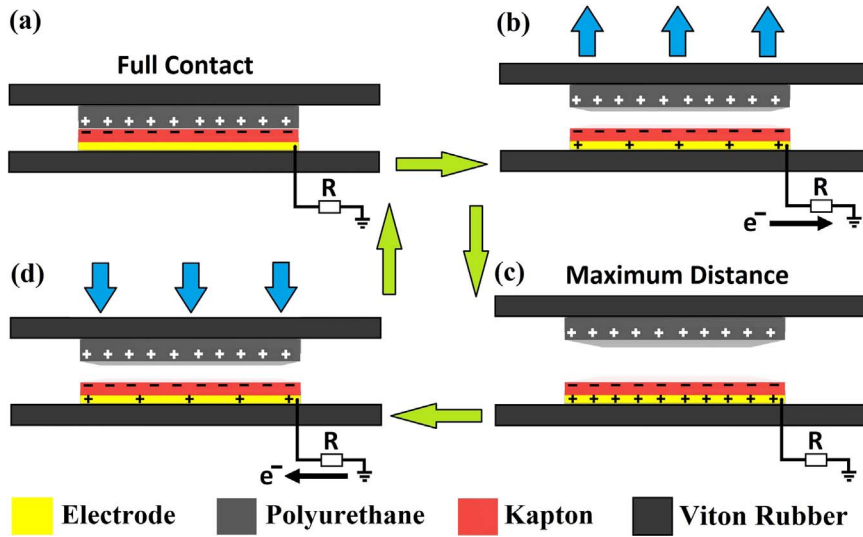 (a)
Full Contact
+ + + + + + + + + +
− − − − − − − − − −
R
(b)
+ + + + + + + + + +
− − − − − − − − − −
+ + + + +
R
e−
(d)
+ + + + + + + + + +
− − − − − − − − − −
+ + + + +
R
e−
(c)
Maximum Distance
+ + + + + + + + + +
− − − − − − − − − −
+ + + + + + + + + +
R
Electrode
Polyurethane
Kapton
Viton Rubber